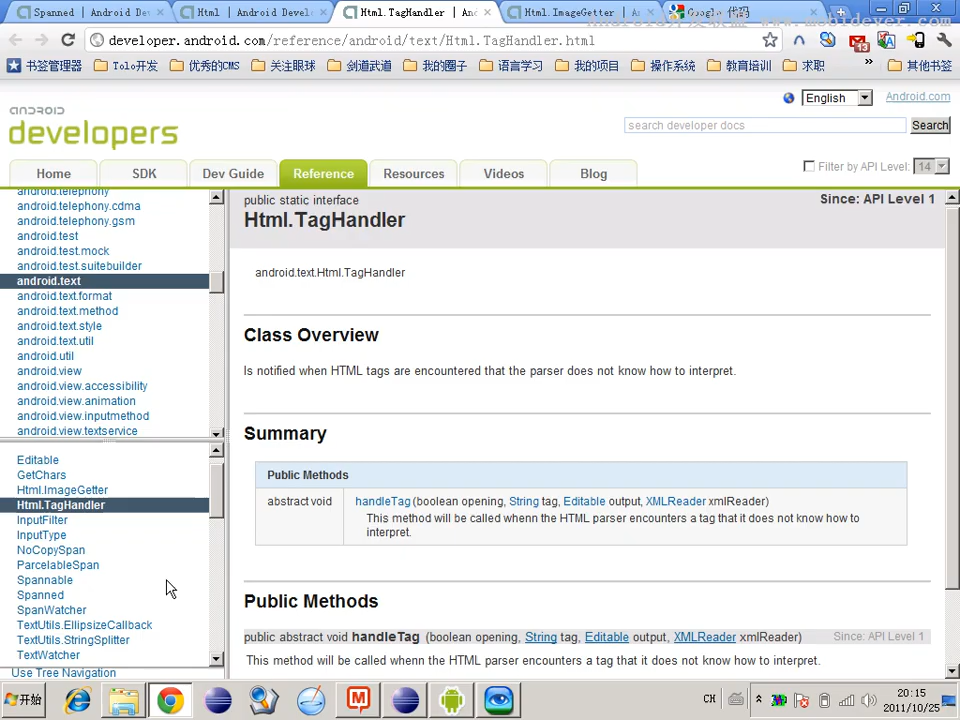 Spanned | Android De
Html | Android Devel
Html.TagHandler | An
Html.ImageGetter | A
Google 代码
www.mobidever.com
developer.android.com/reference/android/text/Html.TagHandler.html
13
书签管理器 Tolo开发 优秀的CMS 关注眼球 剑道武道 我的圈子 语言学习 我的项目 操作系统 教育培训 求职 » 其他书签
English Android.com
android
developers
search developer docs Search
Home SDK Dev Guide Reference Resources Videos Blog
Filter by API Level: 14
android.telephony
android.telephony.cdma
android.telephony.gsm
android.test
android.test.mock
android.test.suitebuilder
android.text
android.text.format
android.text.method
android.text.style
android.text.util
android.util
android.view
android.view.accessibility
android.view.animation
android.view.inputmethod
android.view.textservice
Editable
GetChars
Html.ImageGetter
Html.TagHandler
InputFilter
InputType
NoCopySpan
ParcelableSpan
Spannable
Spanned
SpanWatcher
TextUtils.EllipsizeCallback
TextUtils.StringSplitter
TextWatcher
Use Tree Navigation
public static interface
Since: API Level 1
Html.TagHandler
android.text.Html.TagHandler
Class Overview
Is notified when HTML tags are encountered that the parser does not know how to interpret.
Summary
Public Methods
abstract void handleTag (boolean opening, String tag, Editable output, XMLReader xmlReader)
This method will be called whenn the HTML parser encounters a tag that it does not know how to
interpret.
Public Methods
public abstract void handleTag (boolean opening, String tag, Editable output, XMLReader xmlReader) Since: API Level 1
This method will be called whenn the HTML parser encounters a tag that it does not know how to interpret.
开始
CH
20:15
2011/10/25